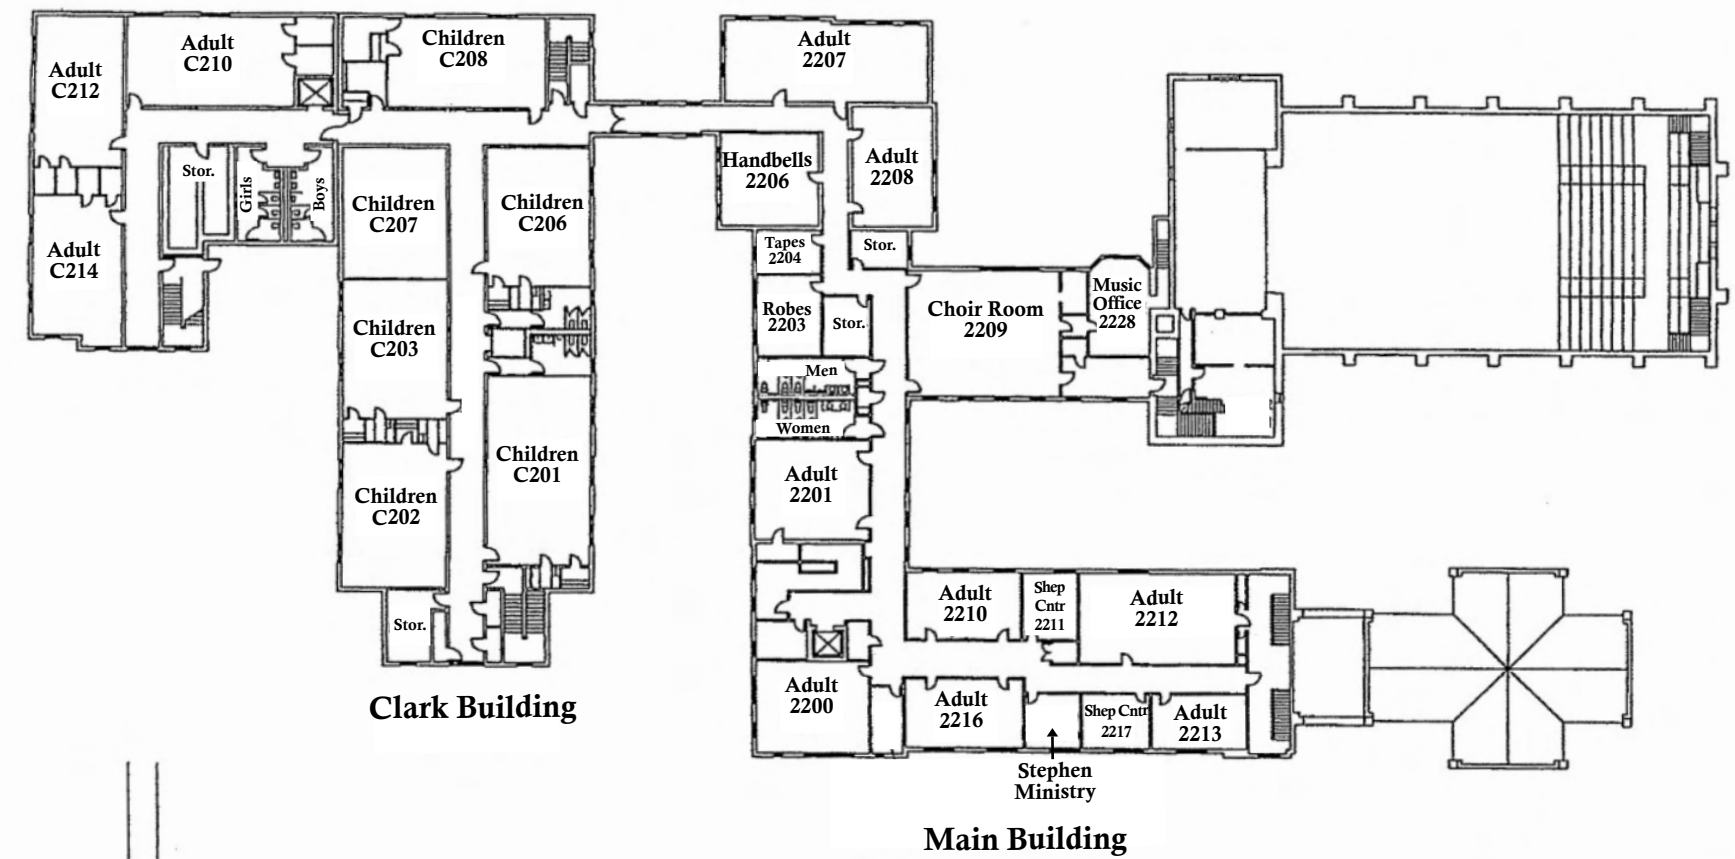 Adult
C212
Adult
C210
Children
C208
Stor.
Girls
Boys
Adult
C214
Children
C207
Children
C206
Children
C203
Children
C201
Children
C202
Stor.
Clark Building
Adult
2207
Handbells
2206
Adult
2208
Tapes
2204
Stor.
Robes
2203
Stor.
Choir Room
2209
Music
Office
2228
Men
Women
Adult
2201
Adult
2210
Shep
Cntr
2211
Adult
2212
Adult
2200
Adult
2216
Shep Cntr
2217
Adult
2213
Stephen
Ministry
Main Building